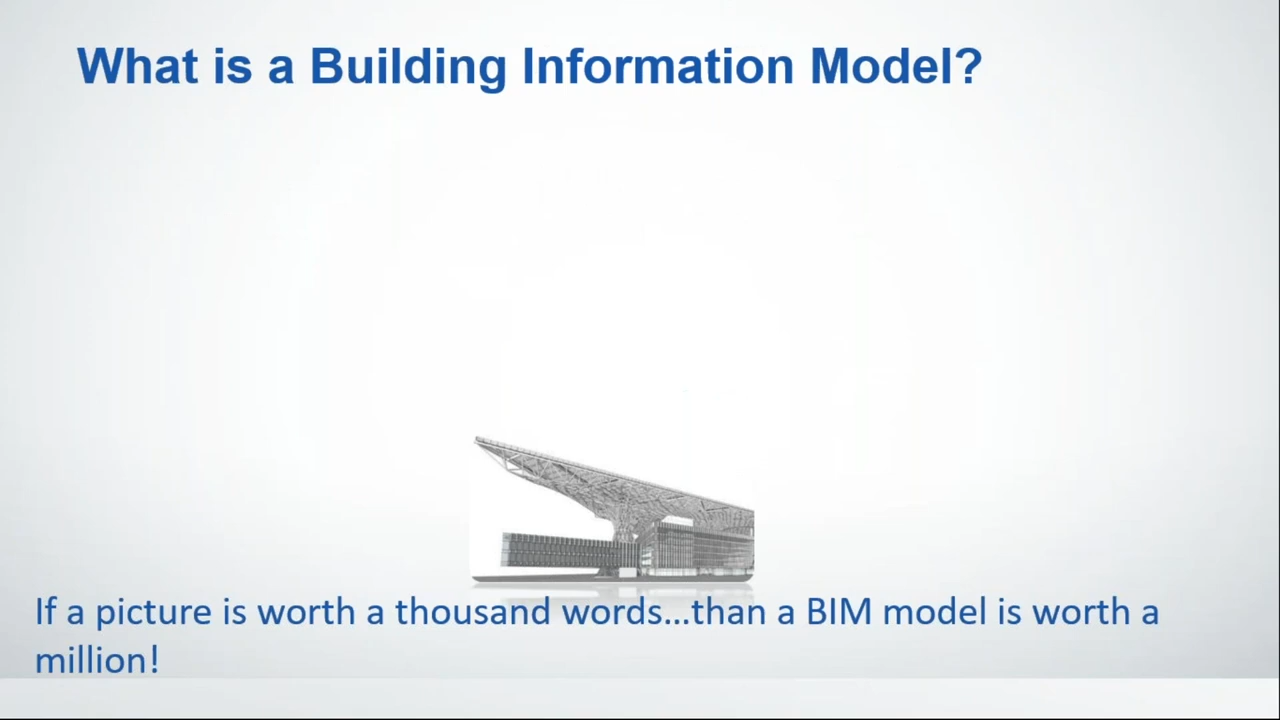 What is a Building Information Model?
If a picture is worth a thousand words...than a BIM model is worth a
million!